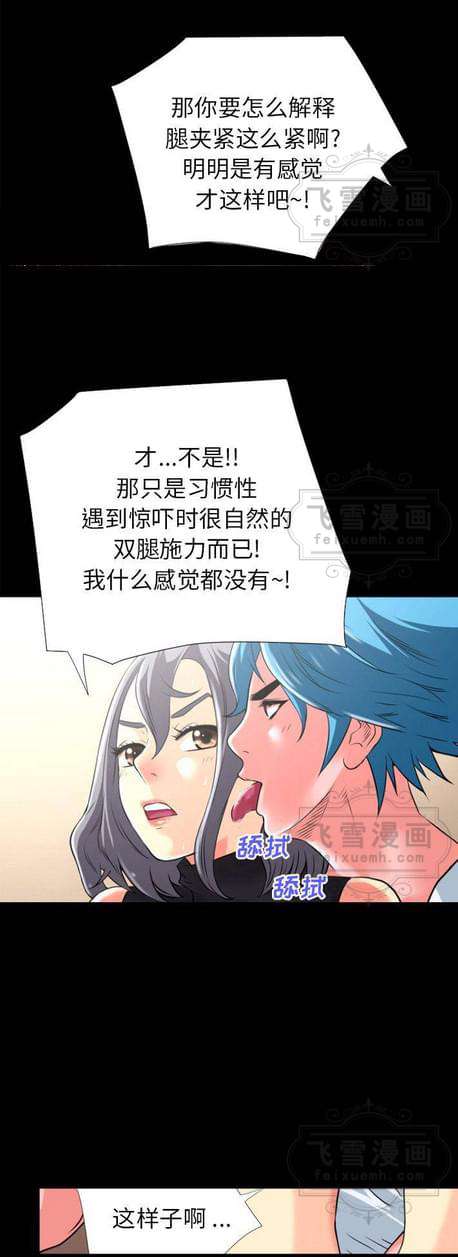 那你要怎么解释
腿夹紧这么紧啊?
明明是有感觉
才这样吧~!
飞雪漫画
feixuemh.com
才...不是!!
那只是习惯性
遇到惊吓时很自然的
双腿施力而已!
我什么感觉都没有~!
飞雪漫画
feixuemh.com
舔拭
舔拭
飞雪漫画
feixuemh.com
飞雪漫画
feixuemh.com
这样子啊...